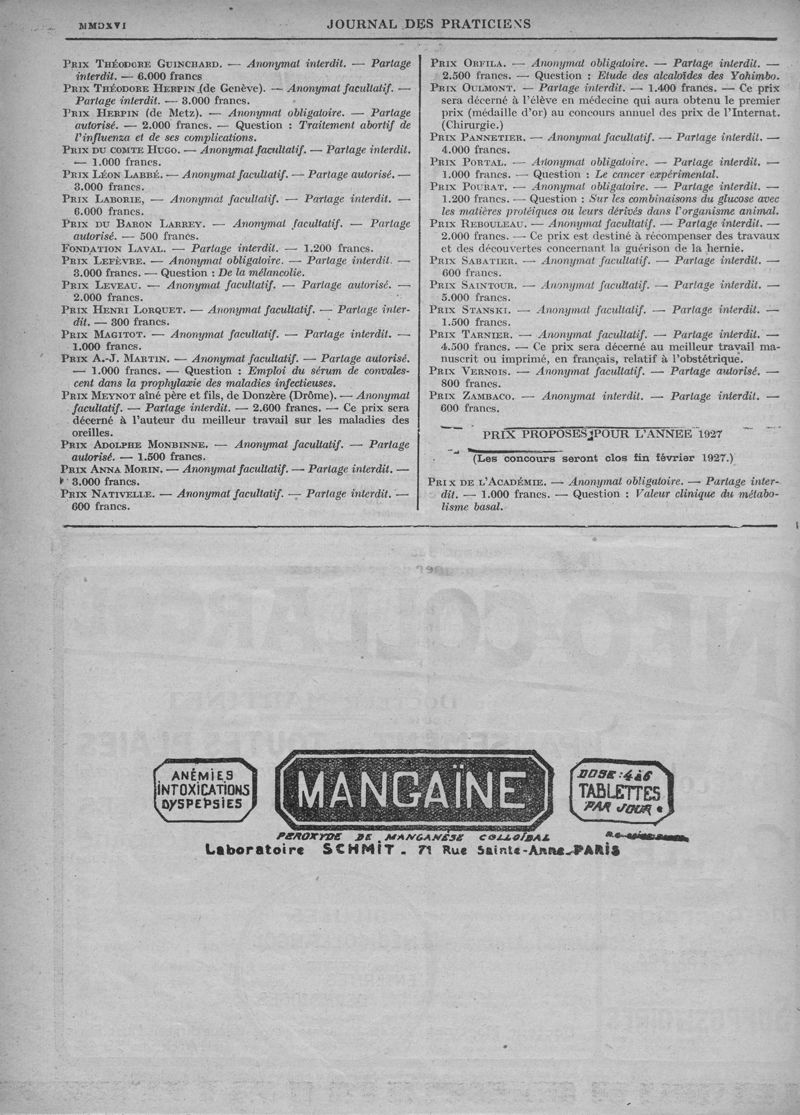 MMDXVI
JOURNAL DES PRATICIENS
PRIX THÉODORE GUINCHARD. — Anonymat interdit. — Partage
interdit. — 6.000 francs
PRIX THÉODORE HERPIN (de Genève). — Anonymat facultatif. —
Partage interdit. — 3.000 francs.
PRIX HERPIN (de Metz). — Anonymat obligatoire. — Partage
autorisé. — 2.000 francs. — Question : Traitement abortif de
l'influenza et de ses complications.
PRIX DU COMTE HUGO. — Anonymat facultatif. — Partage interdit.
— 1.000 francs.
PRIX LÉON LABBÉ. — Anonymat facultatif. — Partage autorisé. —
3.000 francs.
PRIX LABORIE, — Anonymat facultatif. — Partage interdit. —
6.000 francs.
PRIX DU BARON LARREY. — Anonymat facultatif. — Partage
autorisé. — 500 francs.
FONDATION LAVAL. — Partage interdit. — 1.200 francs.
PRIX LEFÈVRE. — Anonymat obligatoire. — Partage interdit. —
3.000 francs. — Question : De la mélancolie.
PRIX LEVEAU. — Anonymat facultatif. — Partage autorisé. —
2.000 francs.
PRIX HENRI LORQUET. — Anonymat facultatif. — Partage inter-
dit. — 300 francs.
PRIX MAGITOT. — Anonymat facultatif. — Partage interdit. —
1.000 francs.
PRIX A.-J. MARTIN. — Anonymat facultatif. — Partage autorisé.
— 1.000 francs. — Question : Emploi du sérum de convales-
cent dans la prophylaxie des maladies infectieuses.
PRIX MEYNOT aîné père et fils, de Donzère (Drôme). — Anonymat
facultatif. — Partage interdit. — 2.600 francs. — Ce prix sera
décerné à l'auteur du meilleur travail sur les maladies des
oreilles.
PRIX ADOLPHE MONBINNE. — Anonymat facultatif. — Partage
autorisé. — 1.500 francs.
PRIX ANNA MORIN. — Anonymat facultatif. — Partage interdit. —
3.000 francs.
PRIX NATIVELLE. — Anonymat facultatif. — Partage interdit. —
600 francs.
PRIX ORFILA. — Anonymat obligatoire. — Partage interdit. —
2.500 francs. — Question : Etude des alcaloïdes des Yohimbo.
PRIX OULMONT. — Partage interdit. — 1.400 francs. — Ce prix
sera décerné à l'élève en médecine qui aura obtenu le premier
prix (médaille d'or) au concours annuel des prix de l'Internat.
(Chirurgie.)
PRIX PANNETIER. — Anonymat facultatif. — Partage interdit. —
4.000 francs.
PRIX PORTAL. — Anonymat obligatoire. — Partage interdit. —
1.000 francs. — Question : Le cancer expérimental.
PRIX POURAT. — Anonymat obligatoire. — Partage interdit. —
1.200 francs. — Question : Sur les combinaisons du glucose avec
les matières protéiques ou leurs dérivés dans l'organisme animal.
PRIX REBOULEAU. — Anonymat facultatif. — Partage interdit. —
2.000 francs. — Ce prix est destiné à récompenser des travaux
et des découvertes concernant la guérison de la hernie.
PRIX SABATIER. — Anonymat facultatif. — Partage interdit. —
600 francs.
PRIX SAINTOUR. — Anonymat facultatif. — Partage interdit. —
5.000 francs.
PRIX STANSKI. — Anonymat facultatif. — Partage interdit. —
1.500 francs.
PRIX TARNIER. — Anonymat facultatif. — Partage interdit. —
4.500 francs. — Ce prix sera décerné au meilleur travail ma-
nuscrit ou imprimé, en français, relatif à l'obstétrique.
PRIX VERNOIS. — Anonymat facultatif. — Partage autorisé. —
800 francs.
PRIX ZAMBACO. — Anonymat interdit. — Partage interdit. —
600 francs.
PRIX PROPOSES POUR L'ANNEE 1927
(Les concours seront clos fin février 1927.)
PRIX DE L'ACADÉMIE. — Anonymat obligatoire. — Partage inter-
dit. — 1.000 francs. — Question : Valeur clinique du métabo-
lisme basal.
ANÉMIES
INTOXICATIONS
DYSPEPSIES
MANGAÏNE
DOSE : 4 à 6
TABLETTES
PAR JOUR
PEROXYDE DE MANGANÈSE COLLOÏDAL
Laboratoire SCHMIT. 71 Rue Sainte-Anne_PARIS